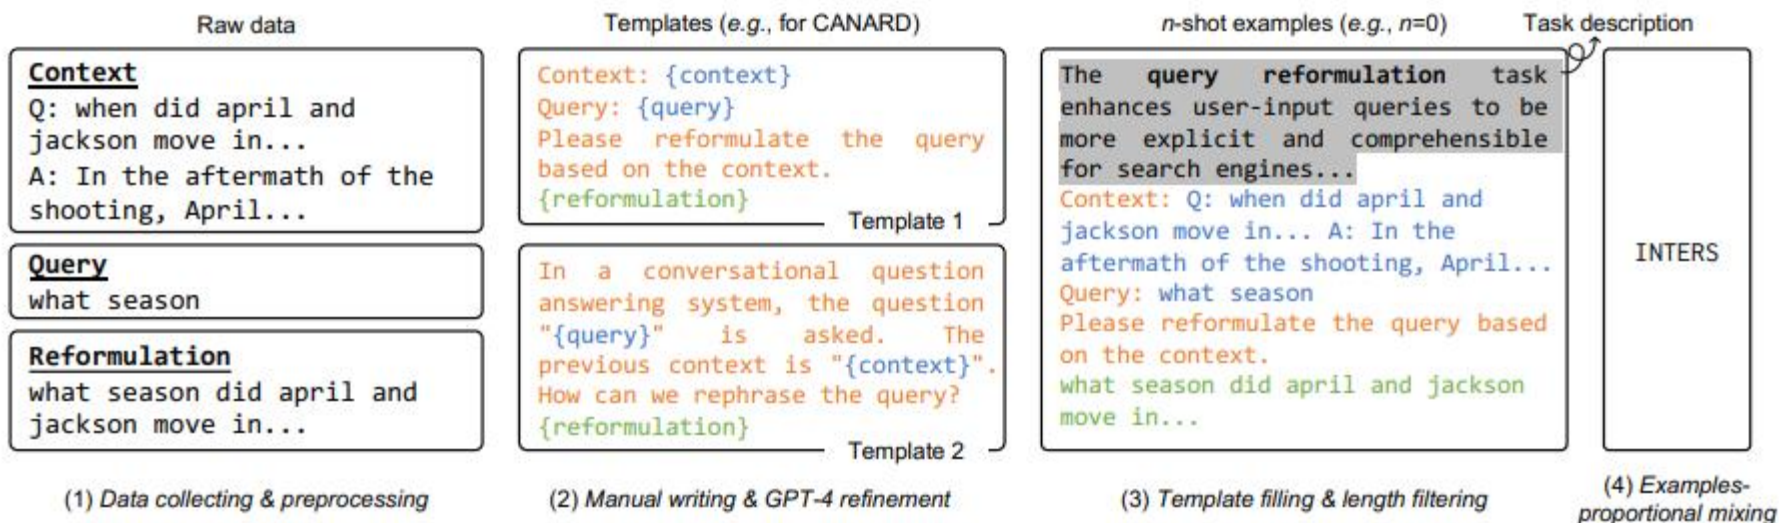 Raw data
Context
Q: when did april and
jackson move in...
A: In the aftermath of the
shooting, April...
Query
what season
Reformulation
what season did april and
jackson move in...
(1) Data collecting & preprocessing
Templates (e.g., for CANARD)
Context: {context}
Query: {query}
Please reformulate the query
based on the context.
{reformulation}
Template 1
In a conversational question
answering system, the question
"{query}" is asked. The
previous context is "{context}".
How can we rephrase the query?
{reformulation}
Template 2
(2) Manual writing & GPT-4 refinement
n-shot examples (e.g., n=0)
Task description
The query reformulation task
enhances user-input queries to be
more explicit and comprehensible
for search engines...
Context: Q: when did april and
jackson move in... A: In the
aftermath of the shooting, April...
Query: what season
Please reformulate the query based
on the context.
what season did april and jackson
move in...
(3) Template filling & length filtering
INTERS
(4) Examples-
proportional mixing